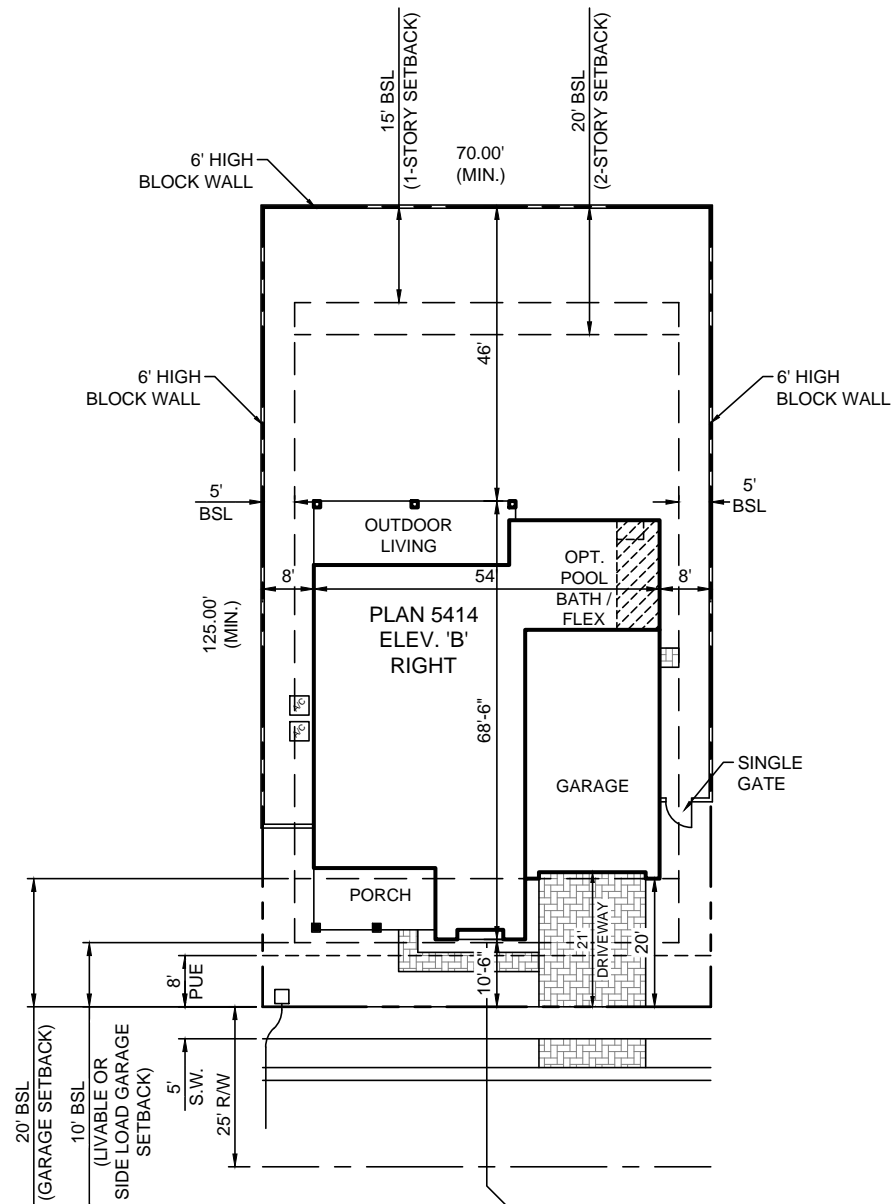 15' BSL
(1-STORY SETBACK)
20' BSL
(2-STORY SETBACK)
70.00'
(MIN.)
6' HIGH
BLOCK WALL
46'
6' HIGH
BLOCK WALL
6' HIGH
BLOCK WALL
5'
BSL
5'
BSL
OUTDOOR
LIVING
OPT.
POOL
BATH /
FLEX
8'
54'
8'
125.00'
(MIN.)
PLAN 5414
ELEV. 'B'
RIGHT
68'-6"
A/C
A/C
GARAGE
SINGLE
GATE
PORCH
21'
DRIVEWAY
20'
10'-6"
8'
PUE
20' BSL
(GARAGE SETBACK)
10' BSL
(LIVABLE OR
SIDE LOAD GARAGE
SETBACK)
5'
S.W.
25' R/W